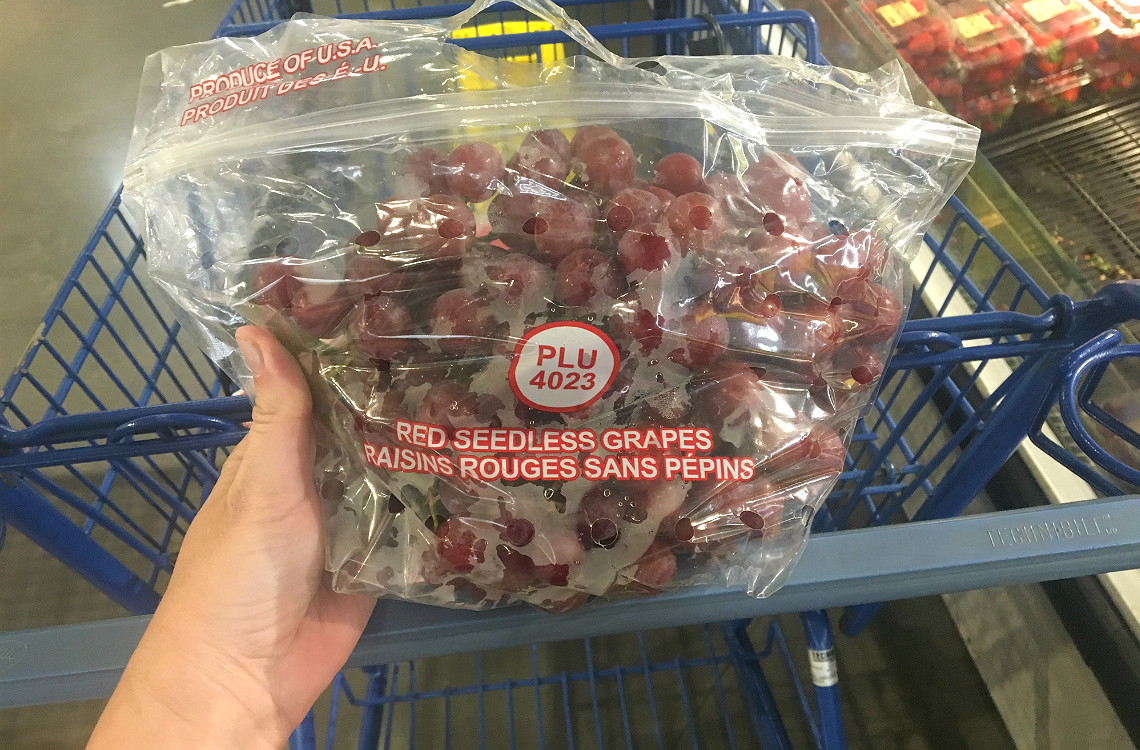 PRODUCE OF U.S.A.
PRODUIT DES É.-U.
PLU
4023
RED SEEDLESS GRAPES
RAISINS ROUGES SANS PÉPINS
TECHNIBILT